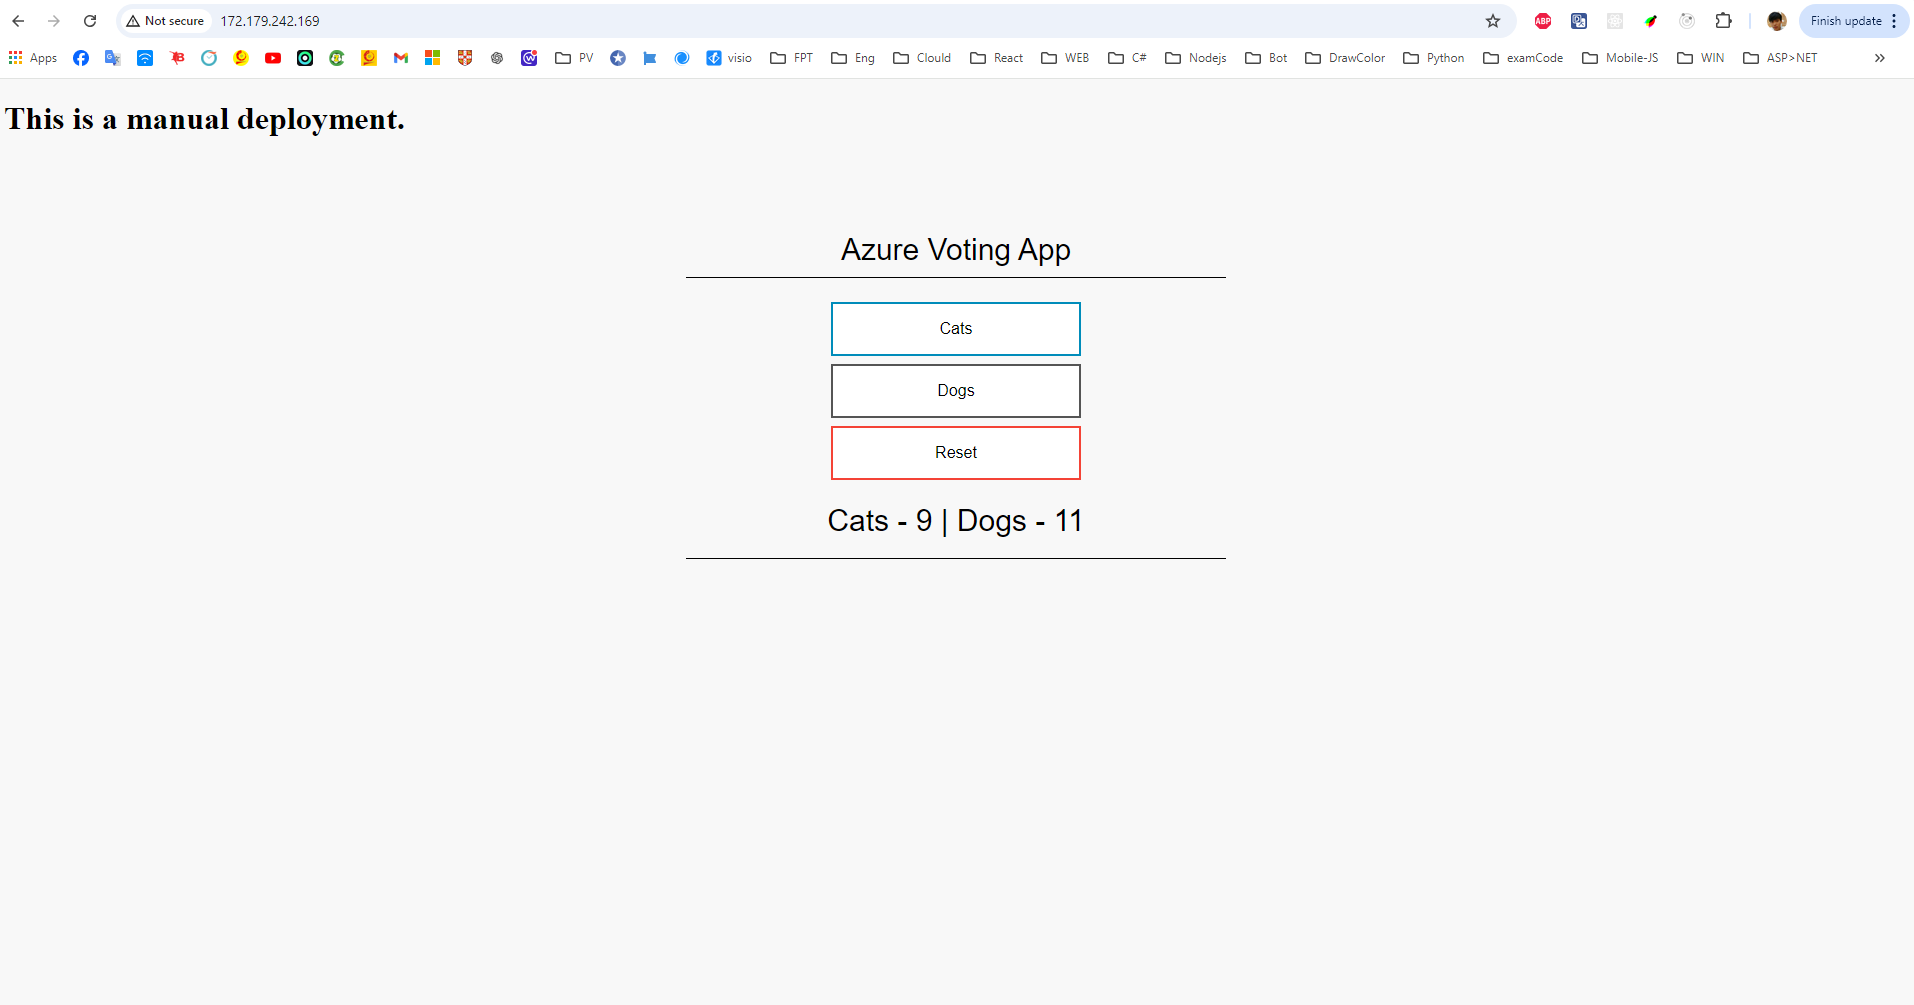 Not secure 172.179.242.169 ABP Finish update
Apps PV visio FPT Eng Clould React WEB C# Nodejs Bot DrawColor Python examCode Mobile-JS WIN ASP>NET
This is a manual deployment.
Azure Voting App
Cats
Dogs
Reset
Cats - 9 | Dogs - 11